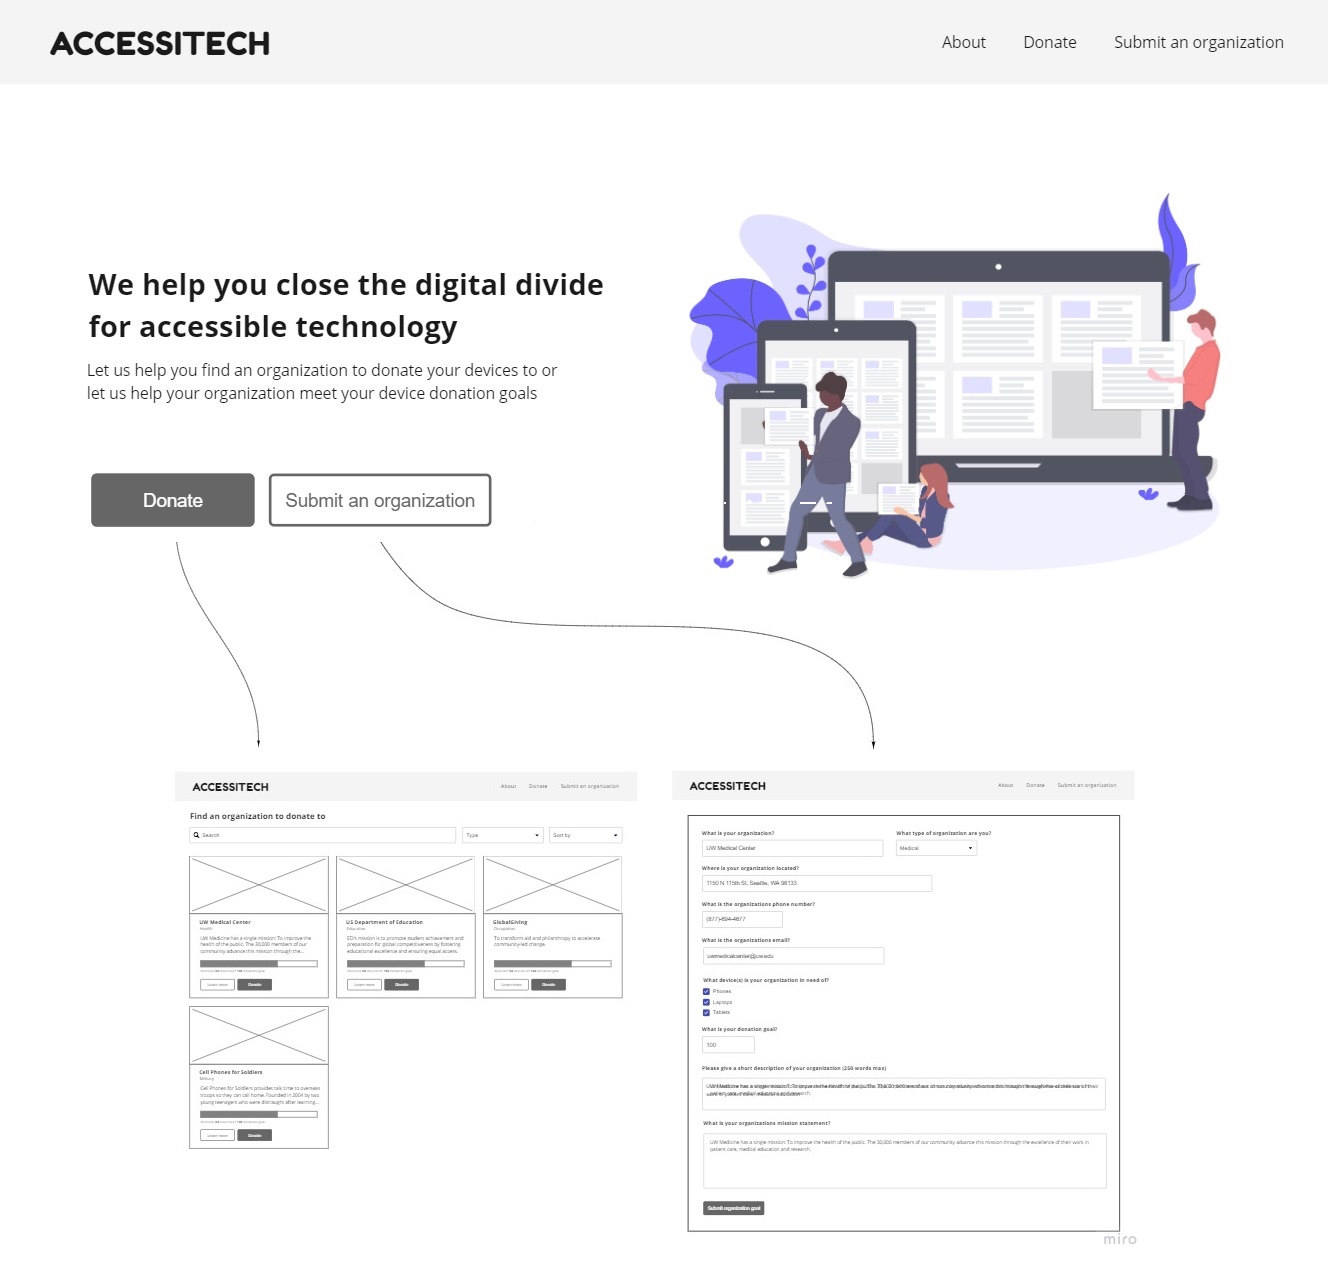 ACCESSITECH
About
Donate
Submit an organization
We help you close the digital divide
for accessible technology
Let us help you find an organization to donate your devices to or
let us help your organization meet your device donation goals
Donate
Submit an organization
ACCESSITECH
About
Donate
Submit an organization
Find an organization to donate to
Search
Type
Sort by
UW Medical Center
Health
UW Medicine has a single mission: To improve the
health of the public. The 30,000 members of our
community advance this mission through the...
Learn more
Donate
US Department of Education
Education
ED's mission is to promote student achievement and
preparation for global competitiveness by fostering
educational excellence and ensuring equal access.
Learn more
Donate
GlobalGiving
Occupation
To transform aid and philanthropy to accelerate
community-led change.
Learn more
Donate
Cell Phones for Soldiers
Military
Cell Phones for Soldiers provides talk time to oversees
troops so they can call home. Founded in 2004 by two
young teenagers who were distraught after learning...
Learn more
Donate
ACCESSITECH
About
Donate
Submit an organization
What is your organization?
UW Medical Center
What type of organization are you?
Medical
Where is your organization located?
1150 N 115th St, Seattle, WA 98133
What is the organizations phone number?
(877)-694-4677
What is the organizations email?
uwmedicalcenter@uw.edu
What device(s) is your organization in need of?
Phones
Laptops
Tablets
What is your donation goal?
100
Please give a short description of your organization (250 words max)
What is your organizations mission statement?
UW Medicine has a single mission: To improve the health of the public. The 30,000 members of our community advance this mission through the excellence of their work in
patient care, medical education and research.
Submit organization goal
miro